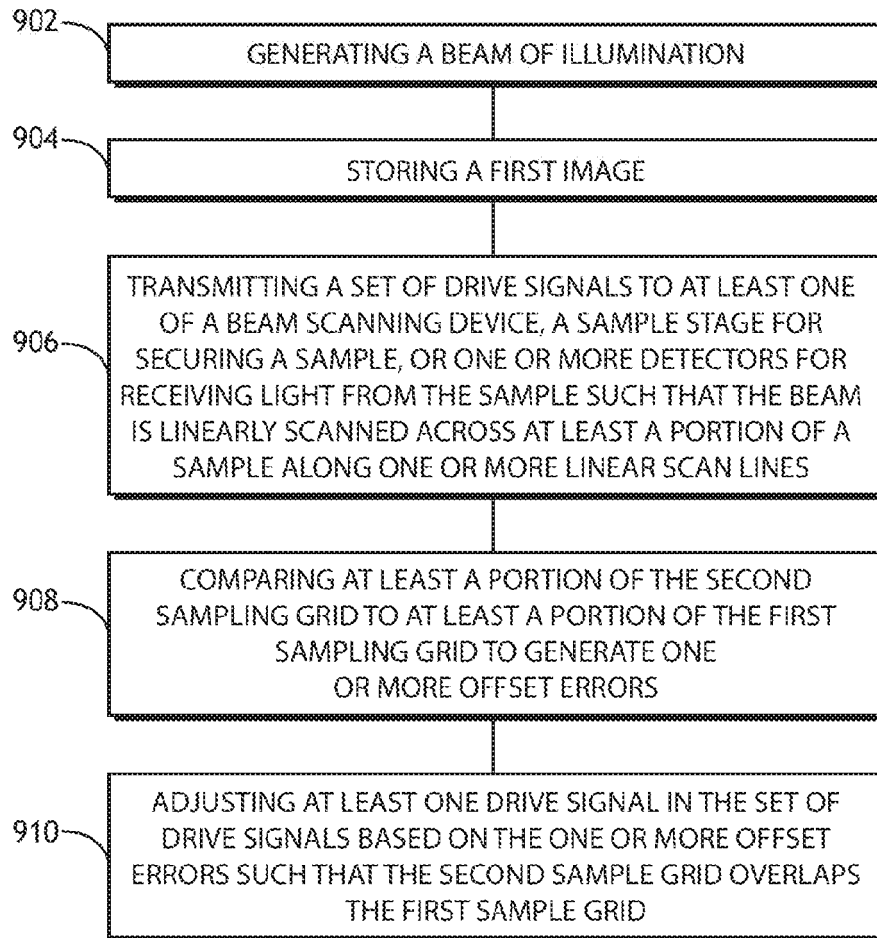 902
GENERATING A BEAM OF ILLUMINATION
904
STORING A FIRST IMAGE
906
TRANSMITTING A SET OF DRIVE SIGNALS TO AT LEAST ONE
OF A BEAM SCANNING DEVICE, A SAMPLE STAGE FOR
SECURING A SAMPLE, OR ONE OR MORE DETECTORS FOR
RECEIVING LIGHT FROM THE SAMPLE SUCH THAT THE BEAM
IS LINEARLY SCANNED ACROSS AT LEAST A PORTION OF A
SAMPLE ALONG ONE OR MORE LINEAR SCAN LINES
908
COMPARING AT LEAST A PORTION OF THE SECOND
SAMPLING GRID TO AT LEAST A PORTION OF THE FIRST
SAMPLING GRID TO GENERATE ONE
OR MORE OFFSET ERRORS
910
ADJUSTING AT LEAST ONE DRIVE SIGNAL IN THE SET OF
DRIVE SIGNALS BASED ON THE ONE OR MORE OFFSET
ERRORS SUCH THAT THE SECOND SAMPLE GRID OVERLAPS
THE FIRST SAMPLE GRID